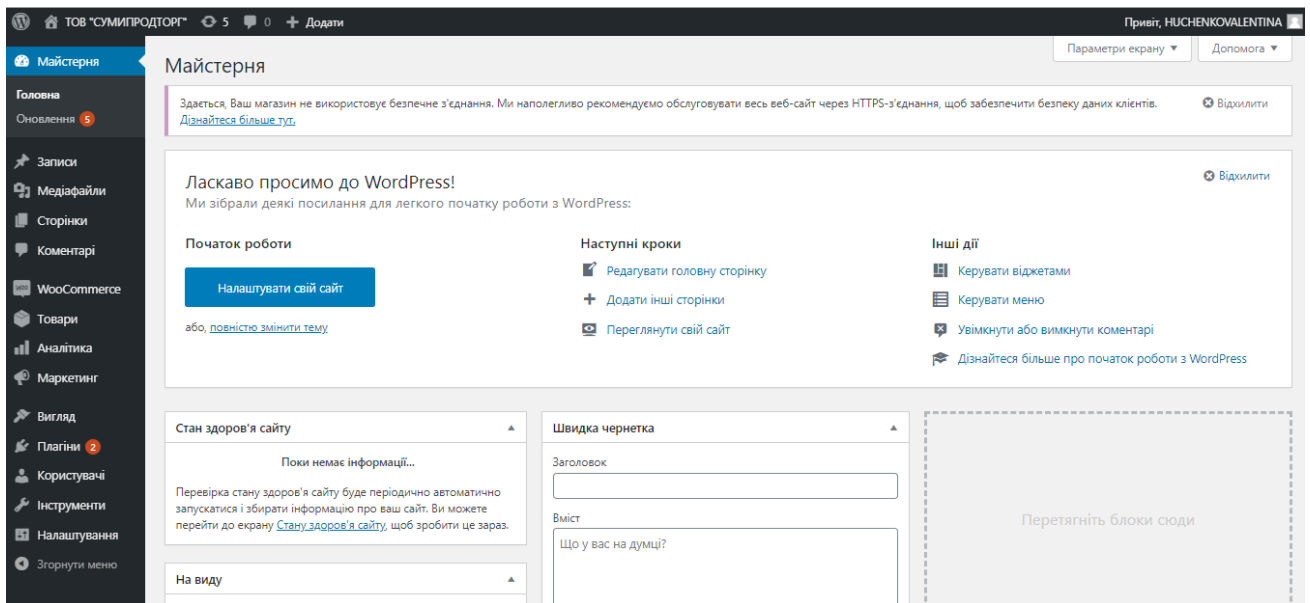 ТОВ "СУМИПРОДТОРГ" 5 0 Додати
Привіт, HUCHENKOVALENTINA
Майстерня
Головна
Оновлення 5
Записи
Медіафайли
Сторінки
Коментарі
WooCommerce
Товари
Аналітика
Маркетинг
Вигляд
Плагіни 2
Користувачі
Інструменти
Налаштування
Згорнути меню
Параметри екрану
Допомога
Майстерня
Здається, Ваш магазин не використовує безпечне з'єднання. Ми наполегливо рекомендуємо обслуговувати весь веб-сайт через HTTPS-з'єднання, щоб забезпечити безпеку даних клієнтів.
Дізнайтеся більше тут.
Відхилити
Ласкаво просимо до WordPress!
Ми зібрали деякі посилання для легкого початку роботи з WordPress:
Відхилити
Початок роботи
Налаштувати свій сайт
або, повністю змінити тему
Наступні кроки
Редагувати головну сторінку
Додати інші сторінки
Переглянути свій сайт
Інші дії
Керувати віджетами
Керувати меню
Увімкнути або вимкнути коментарі
Дізнайтеся більше про початок роботи з WordPress
Стан здоров'я сайту
Поки немає інформації...
Перевірка стану здоров'я сайту буде періодично автоматично
запускатися і збирати інформацію про ваш сайт. Ви можете
перейти до екрану Стану здоров'я сайту, щоб зробити це зараз.
На виду
Швидка чернетка
Заголовок
Вміст
Що у вас на думці?
Перетягніть блоки сюди